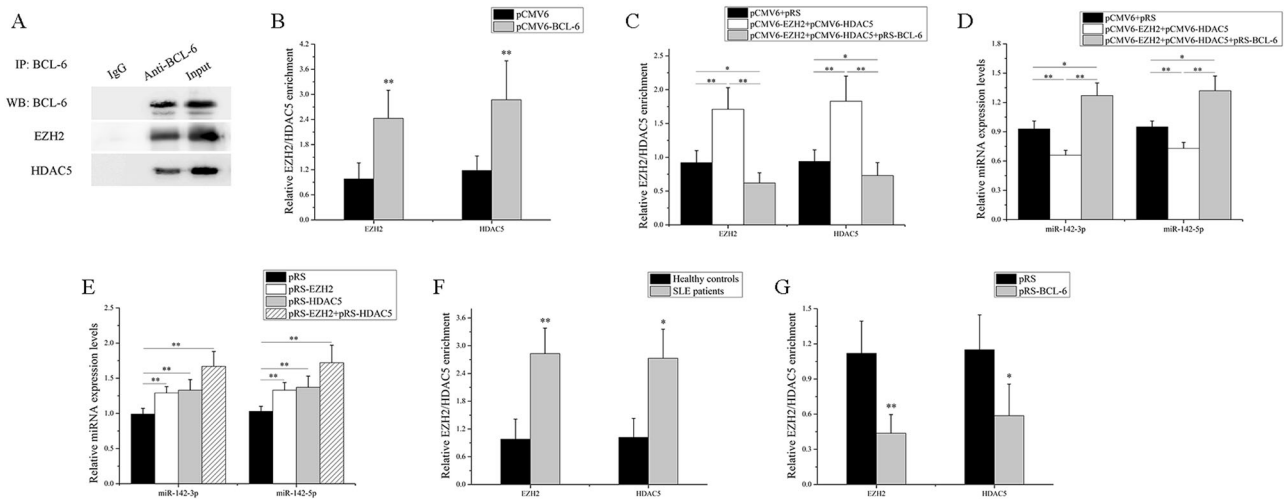 A
IP: BCL-6
IgG
Anti-BCL-6
Input
WB: BCL-6
EZH2
HDAC5
B
pCMV6
pCMV6-BCL-6
Relative EZH2/HDAC5 enrichment
3.6
3.0
2.4
1.8
1.2
0.6
0.0
**
**
EZH2
HDAC5
C
pCMV6+pRS
pCMV6-EZH2+pCMV6-HDAC5
pCMV6-EZH2+pCMV6-HDAC5+pRS-BCL-6
Relative EZH2/HDAC5 enrichment
2.5
2.0
1.5
1.0
0.5
0.0
*
** **
*
** **
EZH2
HDAC5
D
pCMV6+pRS
pCMV6-EZH2+pCMV6-HDAC5
pCMV6-EZH2+pCMV6-HDAC5+pRS-BCL-6
Relative miRNA expression levels
1.8
1.5
1.2
0.9
0.6
0.3
0.0
*
** **
*
** **
miR-142-3p
miR-142-5p
E
pRS
pRS-EZH2
pRS-HDAC5
pRS-EZH2+pRS-HDAC5
Relative miRNA expression levels
2.0
1.5
1.0
0.5
0.0
**
**
**
**
**
**
miR-142-3p
miR-142-5p
F
Healthy controls
SLE patients
Relative EZH2/HDAC5 enrichment
3.6
3.0
2.4
1.8
1.2
0.6
0.0
**
*
EZH2
HDAC5
G
pRS
pRS-BCL-6
Relative EZH2/HDAC5 enrichment
1.5
1.2
0.9
0.6
0.3
0.0
**
*
EZH2
HDAC5